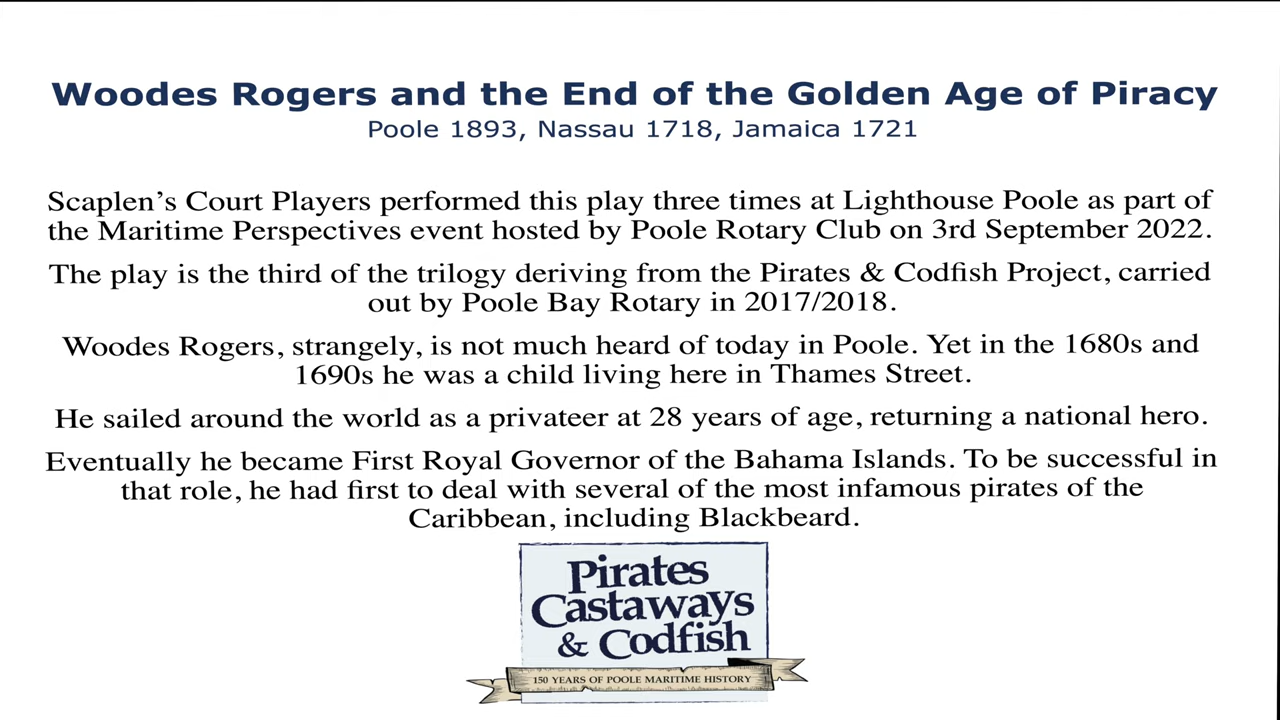 Woodes Rogers and the End of the Golden Age of Piracy
Poole 1893, Nassau 1718, Jamaica 1721
Scaplen’s Court Players performed this play three times at Lighthouse Poole as part of
the Maritime Perspectives event hosted by Poole Rotary Club on 3rd September 2022.
The play is the third of the trilogy deriving from the Pirates & Codfish Project, carried
out by Poole Bay Rotary in 2017/2018.
Woodes Rogers, strangely, is not much heard of today in Poole. Yet in the 1680s and
1690s he was a child living here in Thames Street.
He sailed around the world as a privateer at 28 years of age, returning a national hero.
Eventually he became First Royal Governor of the Bahama Islands. To be successful in
that role, he had first to deal with several of the most infamous pirates of the
Caribbean, including Blackbeard.
Pirates
Castaways
& Codfish
150 YEARS OF POOLE MARITIME HISTORY